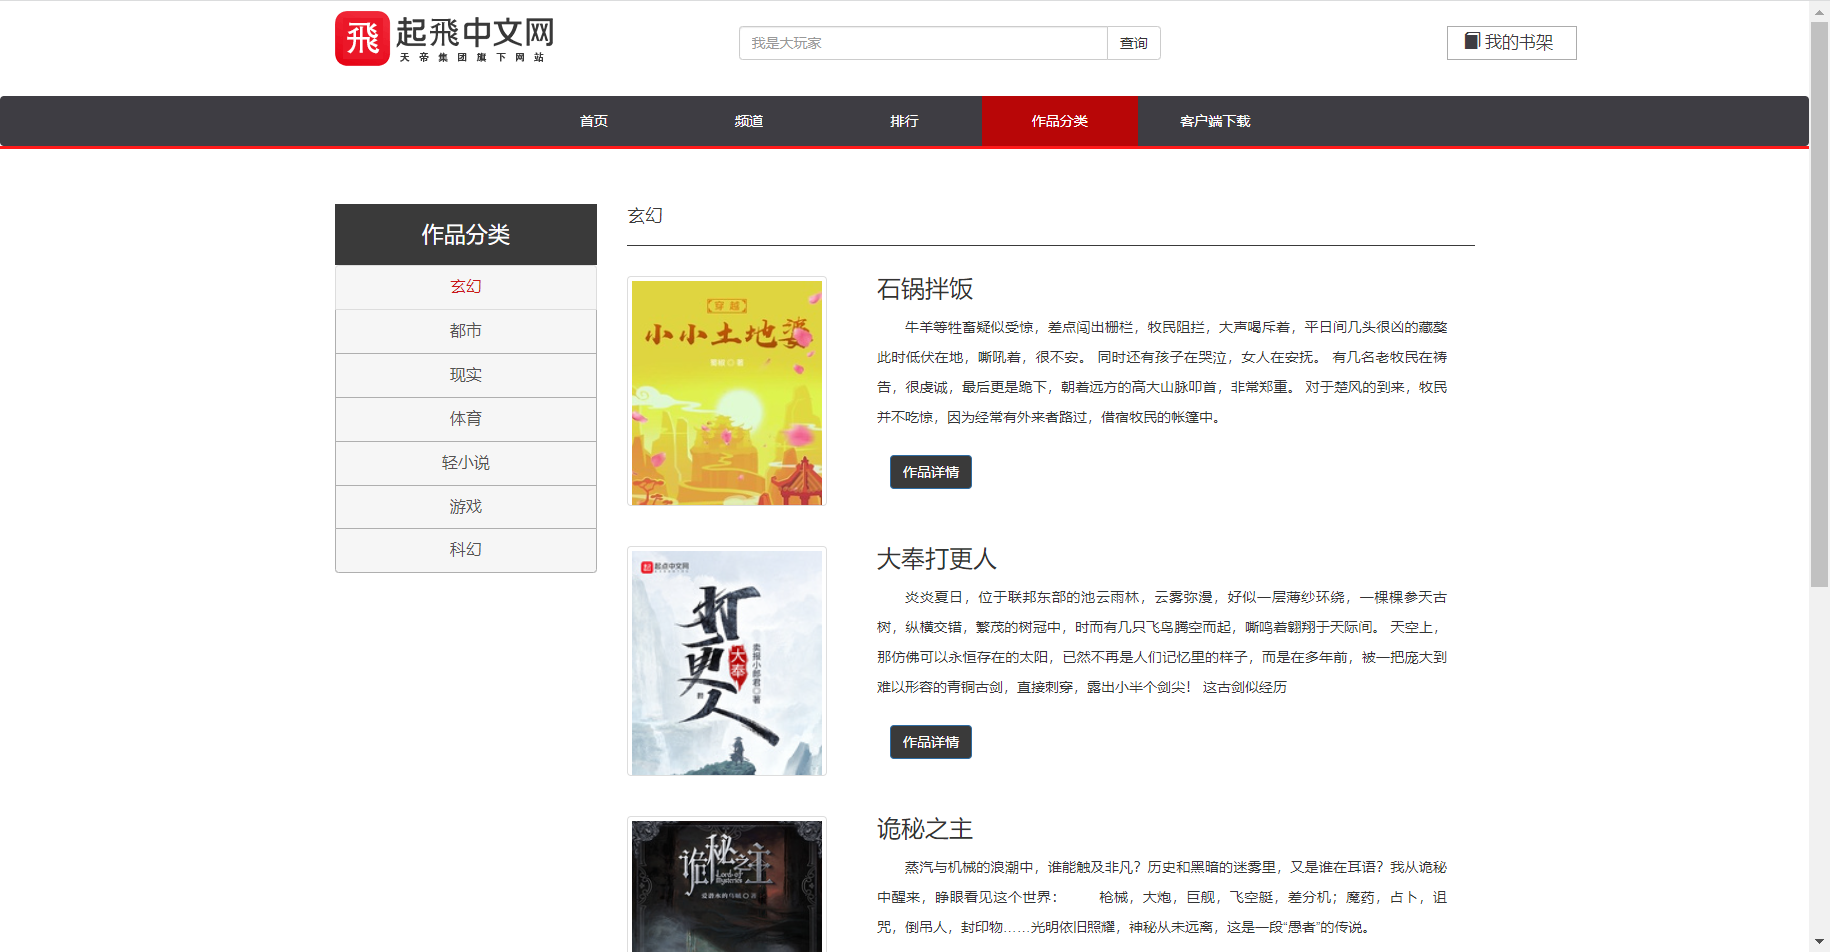 飛 起飛中文网
天帝集团旗下网站
我是大玩家
查询
我的书架
首页
频道
排行
作品分类
客户端下载
作品分类
玄幻
都市
现实
体育
轻小说
游戏
科幻
玄幻
穿越
小小土地婆
石锅拌饭
牛羊等牲畜疑似受惊，差点闯出栅栏，牧民阻拦，大声喝斥着，平日间几头很凶的藏獒
此时低伏在地，嘶吼着，很不安。 同时还有孩子在哭泣，女人在安抚。 有几名老牧民在祷
告，很虔诚，最后更是跪下，朝着远方的高大山脉叩首，非常郑重。 对于楚风的到来，牧民
并不吃惊，因为经常有外来者路过，借宿牧民的帐篷中。
作品详情
起 起点中文网
打更人
大奉
卖报小郎君 著
大奉打更人
炎炎夏日，位于联邦东部的池云雨林，云雾弥漫，好似一层薄纱环绕，一棵棵参天古
树，纵横交错，繁茂的树冠中，时而有几只飞鸟腾空而起，嘶鸣着翱翔于天际间。 天空上，
那仿佛可以永恒存在的太阳，已然不再是人们记忆里的样子，而是在多年前，被一把庞大到
难以形容的青铜古剑，直接刺穿，露出小半个剑尖！ 这古剑似经历
作品详情
诡秘之主
Lord of Mysteries
爱潜水的乌贼 著
诡秘之主
蒸汽与机械的浪潮中，谁能触及非凡？历史和黑暗的迷雾里，又是谁在耳语？我从诡秘
中醒来，睁眼看见这个世界： 枪械，大炮，巨舰，飞空艇，差分机；魔药，占卜，诅
咒，倒吊人，封印物……光明依旧照耀，神秘从未远离，这是一段“愚者”的传说。